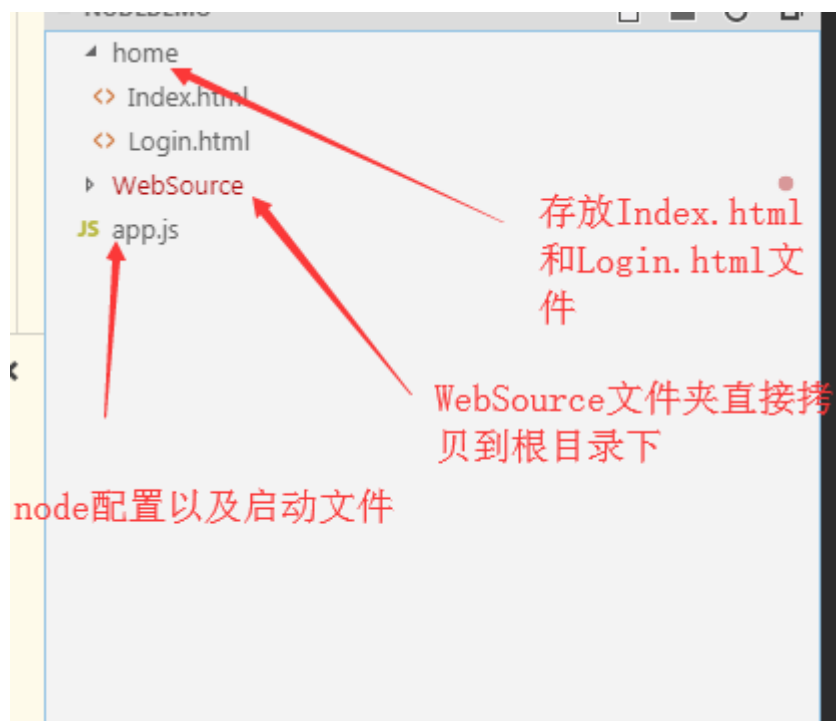 NODEDEMO
home
Index.html
Login.html
WebSource
JS app.js
存放Index.html
和Login.html文
件
WebSource文件夹直接拷
贝到根目录下
node配置以及启动文件